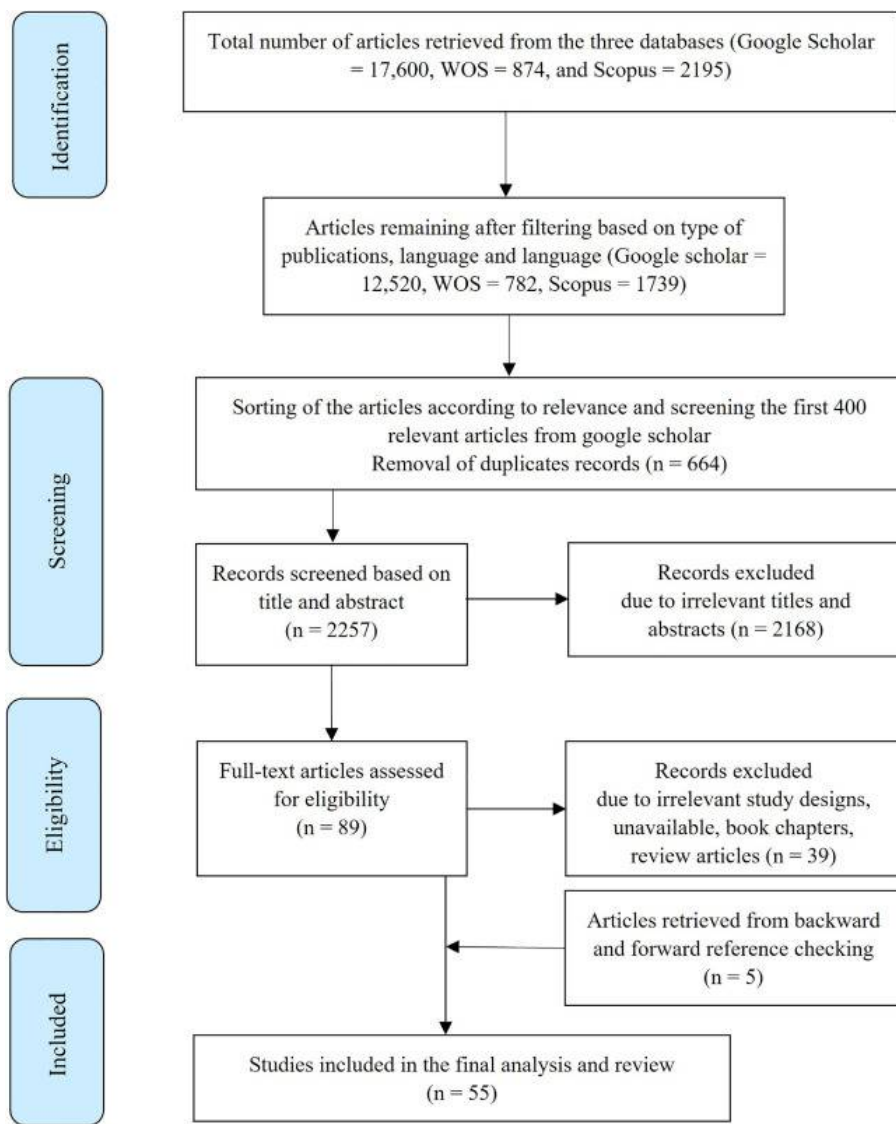 Identification
Total number of articles retrieved from the three databases (Google Scholar
= 17,600, WOS = 874, and Scopus = 2195)
Articles remaining after filtering based on type of
publications, language and language (Google scholar =
12,520, WOS = 782, Scopus = 1739)
Screening
Sorting of the articles according to relevance and screening the first 400
relevant articles from google scholar
Removal of duplicates records (n = 664)
Records screened based on
title and abstract
(n = 2257)
Records excluded
due to irrelevant titles and
abstracts (n = 2168)
Eligibility
Full-text articles assessed
for eligibility
(n = 89)
Records excluded
due to irrelevant study designs,
unavailable, book chapters,
review articles (n = 39)
Articles retrieved from backward
and forward reference checking
(n = 5)
Included
Studies included in the final analysis and review
(n = 55)